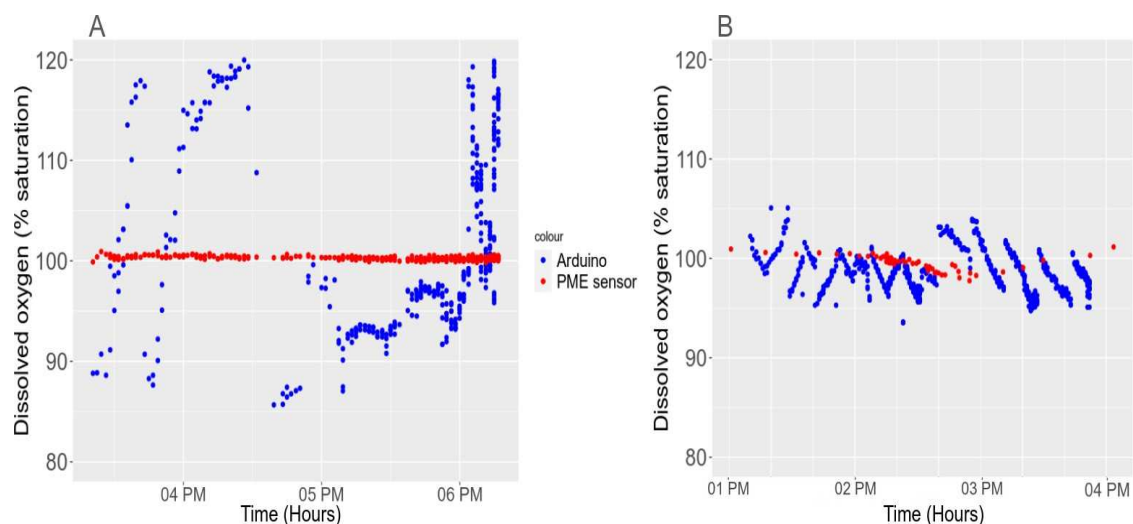 A
Dissolved oxygen (% saturation)
120
110
100
90
80
04 PM
05 PM
06 PM
Time (Hours)
colour
Arduino
PME sensor
B
Dissolved oxygen (% saturation)
120
110
100
90
80
01 PM
02 PM
03 PM
04 PM
Time (Hours)